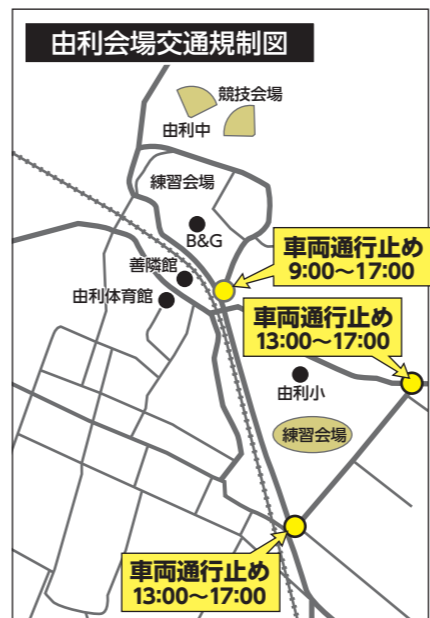 由利会場交通規制図
競技会場
由利中
練習会場
B&G
善隣館
由利体育館
車両通行止め
9:00〜17:00
車両通行止め
13:00〜17:00
由利小
練習会場
車両通行止め
13:00〜17:00